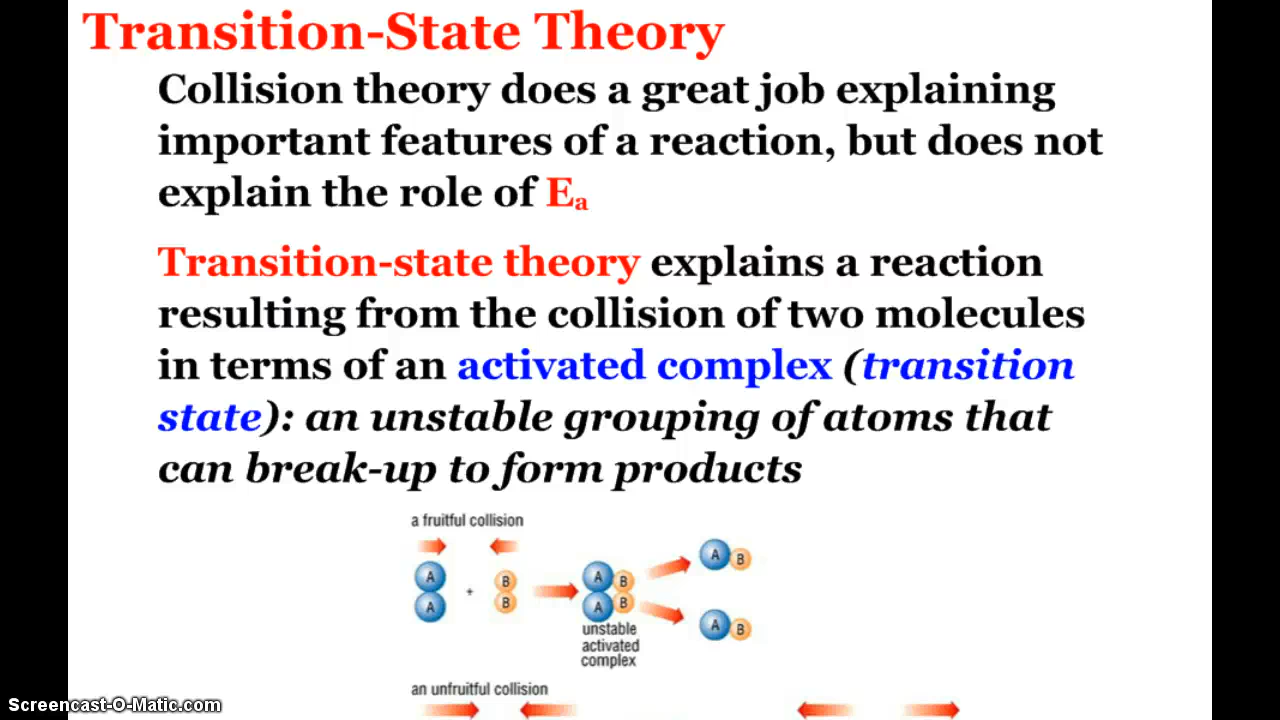 Transition-State Theory
Collision theory does a great job explaining
important features of a reaction, but does not
explain the role of Ea
Transition-state theory explains a reaction
resulting from the collision of two molecules
in terms of an activated complex (transition
state): an unstable grouping of atoms that
can break-up to form products
a fruitful collision
A B A B A B
+
A B A B A B
unstable
activated
complex
an unfruitful collision
Screencast-O-Matic.com